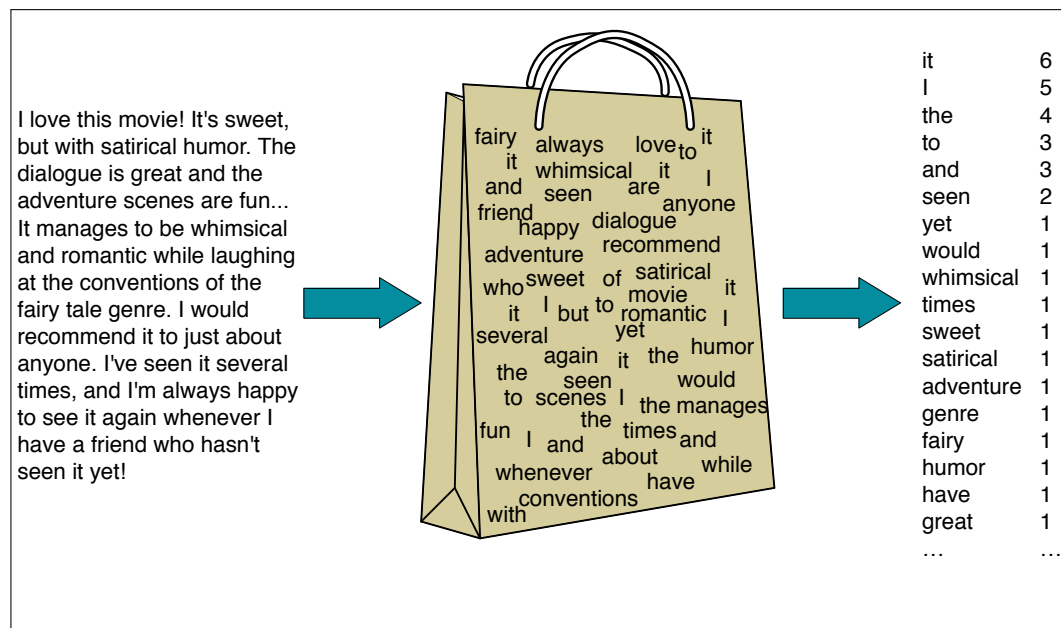 I love this movie! It's sweet,
but with satirical humor. The
dialogue is great and the
adventure scenes are fun...
It manages to be whimsical
and romantic while laughing
at the conventions of the
fairy tale genre. I would
recommend it to just about
anyone. I've seen it several
times, and I'm always happy
to see it again whenever I
have a friend who hasn't
seen it yet!
fairy always love to it
it whimsical it I
and seen are anyone
friend happy dialogue
adventure recommend
who sweet of satirical it
it I but to movie romantic I
several yet
again it the humor
the seen would
to scenes I the manages
fun I and the times and
whenever about while
have
with conventions
it 6
I 5
the 4
to 3
and 3
seen 2
yet 1
would 1
whimsical 1
times 1
sweet 1
satirical 1
adventure 1
genre 1
fairy 1
humor 1
have 1
great 1
… …